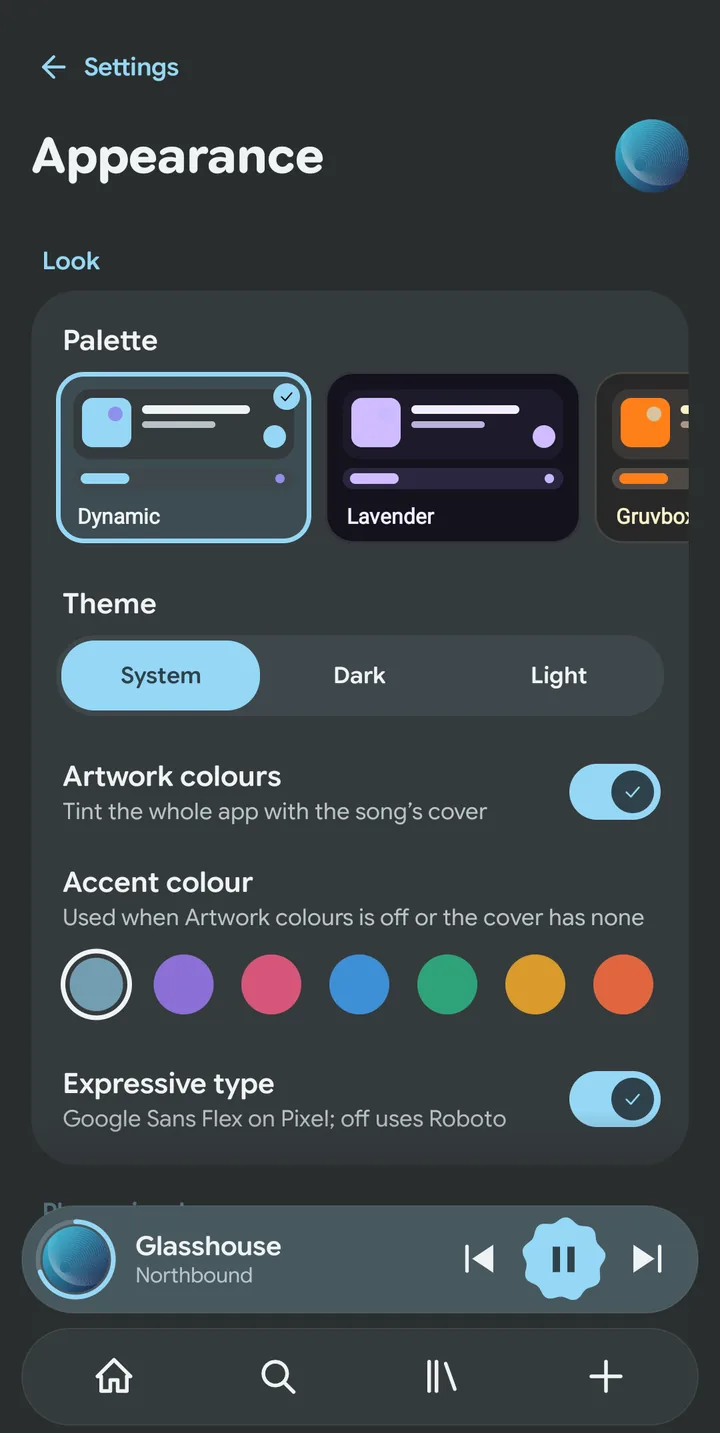 Settings
Appearance
Look
Palette
Dynamic
Lavender
Gruvbox
Theme
System
Dark
Light
Artwork colours
Tint the whole app with the song’s cover
Accent colour
Used when Artwork colours is off or the cover has none
Expressive type
Google Sans Flex on Pixel; off uses Roboto
Glasshouse
Northbound